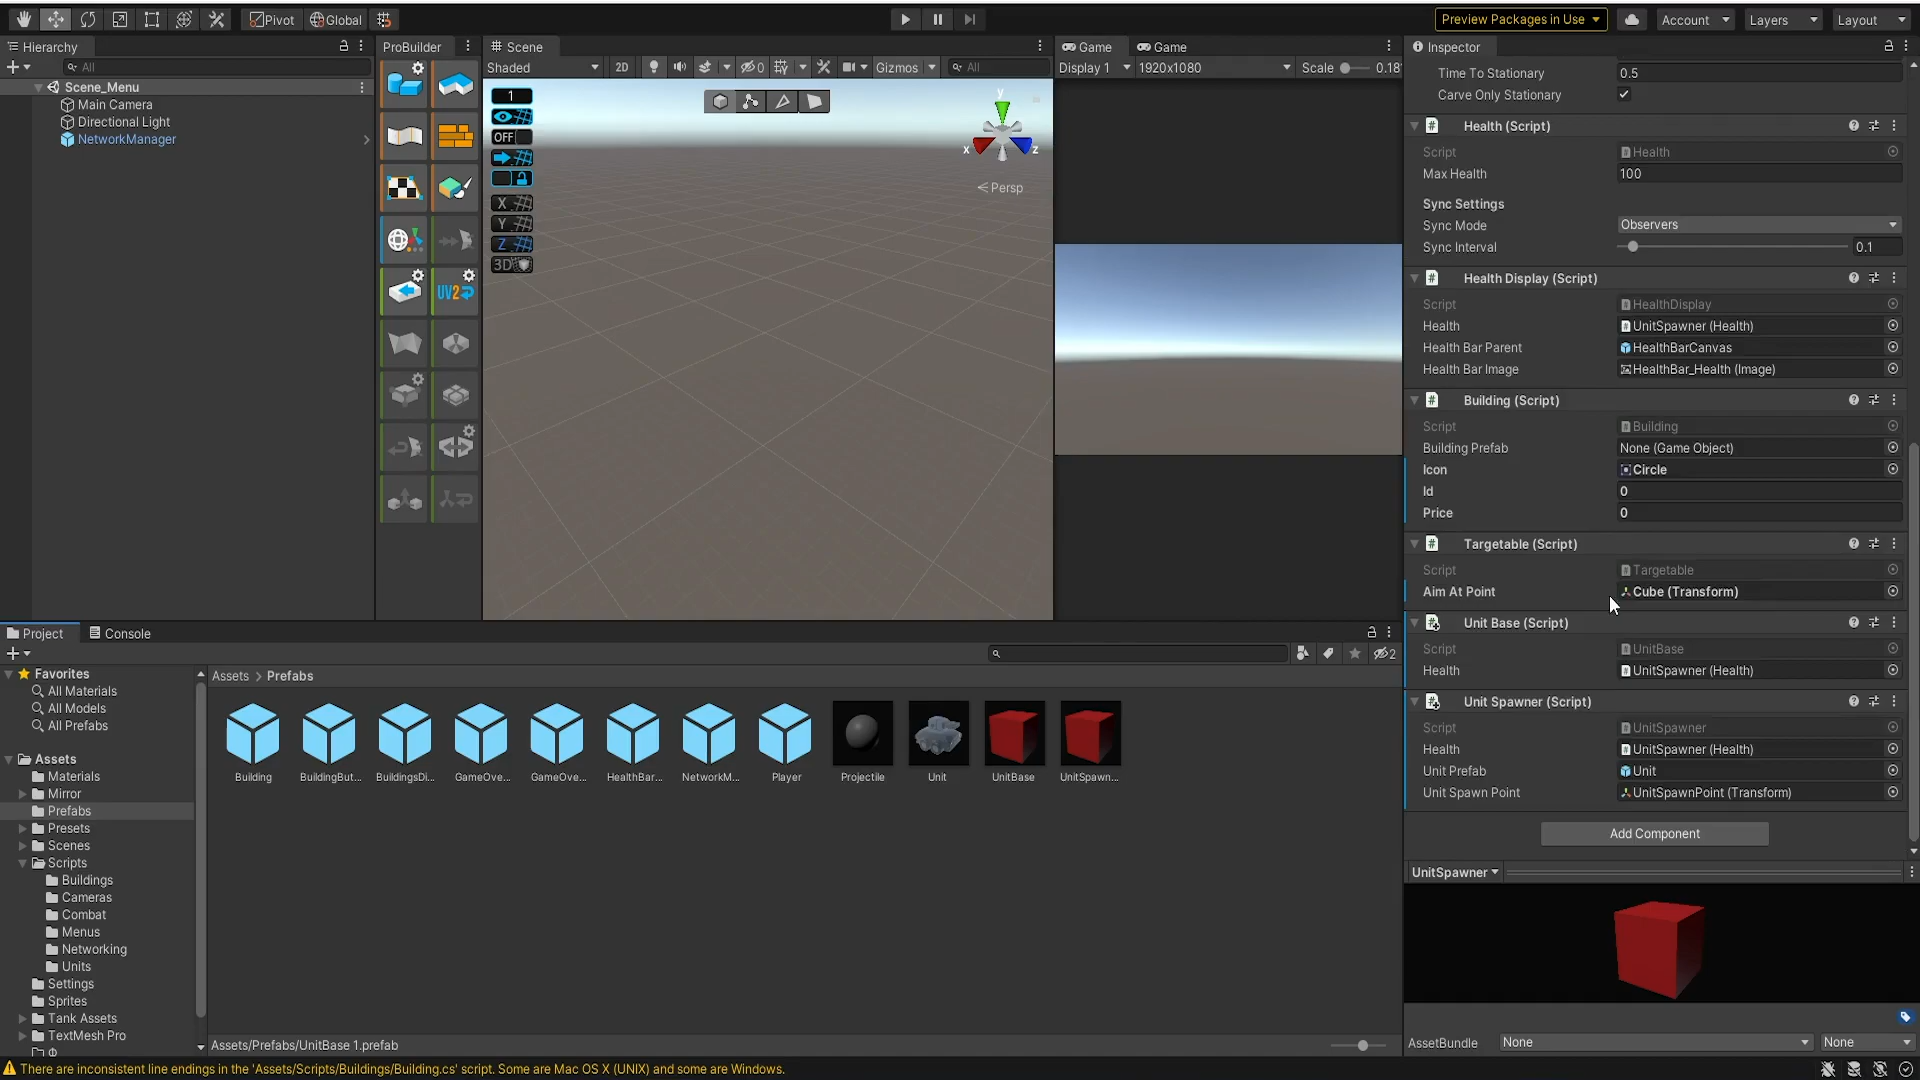 Pivot
Global
Preview Packages in Use
Account
Layers
Layout
Hierarchy
All
Scene_Menu
Main Camera
Directional Light
NetworkManager
ProBuilder
UV2
Scene
Shaded
2D
0
Gizmos
All
1
OFF
X
Y
Z
3D
y
x
z
Persp
Game
Game
Display 1
1920x1080
Scale
0.18
Inspector
Time To Stationary
0.5
Carve Only Stationary
Health (Script)
Script
Health
Max Health
100
Sync Settings
Sync Mode
Observers
Sync Interval
0.1
Health Display (Script)
Script
HealthDisplay
Health
UnitSpawner (Health)
Health Bar Parent
HealthBarCanvas
Health Bar Image
HealthBar_Health (Image)
Building (Script)
Script
Building
Building Prefab
None (Game Object)
Icon
Circle
Id
0
Price
0
Targetable (Script)
Script
Targetable
Aim At Point
Cube (Transform)
Unit Base (Script)
Script
UnitBase
Health
UnitSpawner (Health)
Unit Spawner (Script)
Script
UnitSpawner
Health
UnitSpawner (Health)
Unit Prefab
Unit
Unit Spawn Point
UnitSpawnPoint (Transform)
Add Component
UnitSpawner
AssetBundle
None
None
Project
Console
2
Favorites
All Materials
All Models
All Prefabs
Assets
Materials
Mirror
Prefabs
Presets
Scenes
Scripts
Buildings
Cameras
Combat
Menus
Networking
Units
Settings
Sprites
Tank Assets
TextMesh Pro
Assets > Prefabs
Building
BuildingBut...
BuildingsDi...
GameOve...
GameOve...
HealthBar...
NetworkM...
Player
Projectile
Unit
UnitBase
UnitSpawn...
Assets/Prefabs/UnitBase 1.prefab
There are inconsistent line endings in the 'Assets/Scripts/Buildings/Building.cs' script. Some are Mac OS X (UNIX) and some are Windows.